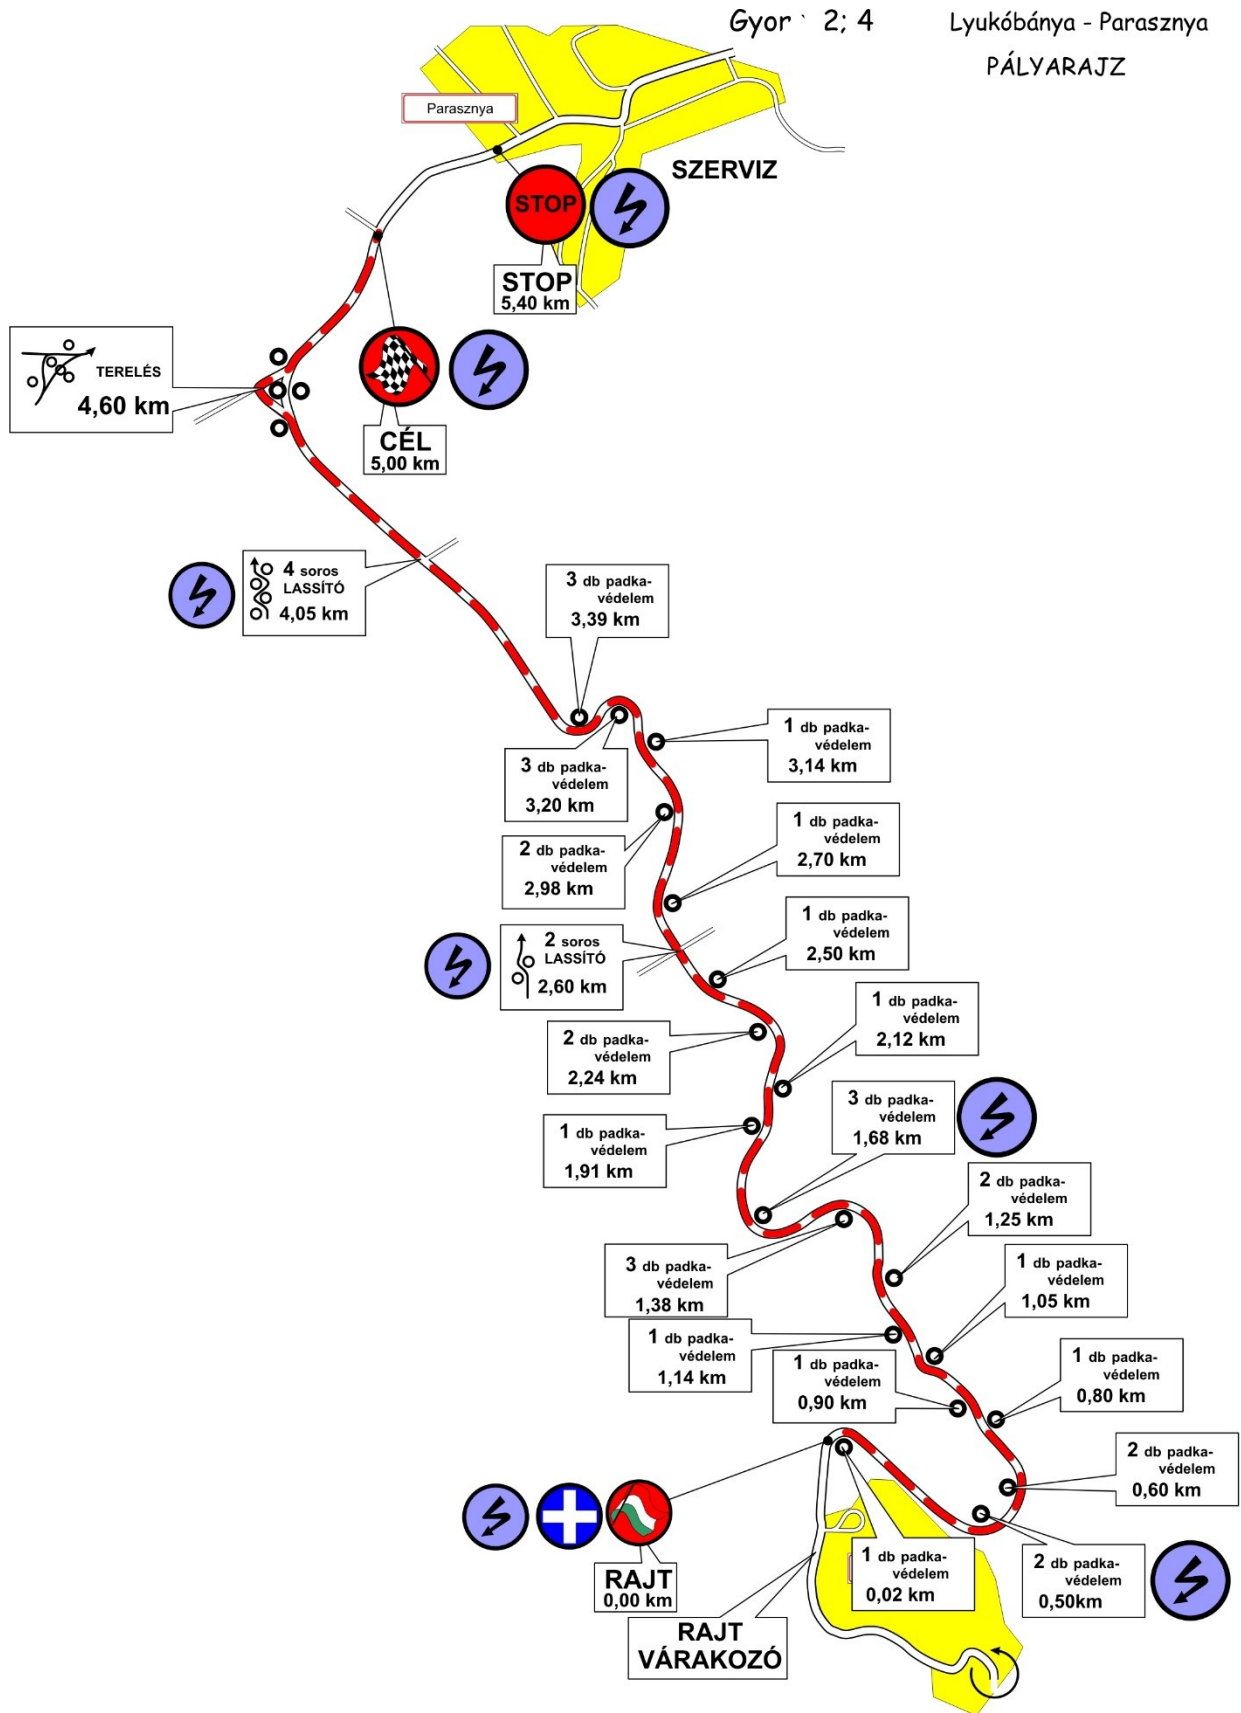 Gyor 2; 4
Lyukóbánya - Parasznya
PÁLYARAJZ
Parasznya
SZERVIZ
STOP
STOP
5,40 km
TERELÉS
4,60 km
CÉL
5,00 km
4 soros
LASSÍTÓ
4,05 km
3 db padka-
védelem
3,39 km
1 db padka-
védelem
3,14 km
3 db padka-
védelem
3,20 km
1 db padka-
védelem
2,70 km
2 db padka-
védelem
2,98 km
1 db padka-
védelem
2,50 km
2 soros
LASSÍTÓ
2,60 km
1 db padka-
védelem
2,12 km
2 db padka-
védelem
2,24 km
3 db padka-
védelem
1,68 km
1 db padka-
védelem
1,91 km
2 db padka-
védelem
1,25 km
3 db padka-
védelem
1,38 km
1 db padka-
védelem
1,05 km
1 db padka-
védelem
1,14 km
1 db padka-
védelem
0,90 km
1 db padka-
védelem
0,80 km
2 db padka-
védelem
0,60 km
RAJT
0,00 km
1 db padka-
védelem
0,02 km
2 db padka-
védelem
0,50km
RAJT
VÁRAKOZÓ